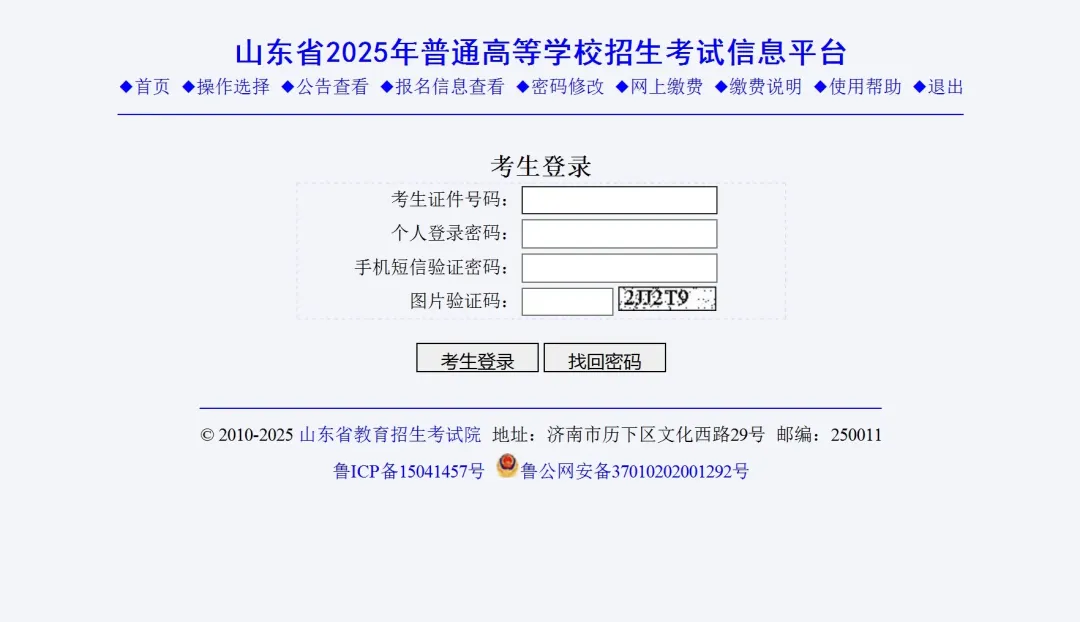 山东省2025年普通高等学校招生考试信息平台
◆首页 ◆操作选择 ◆公告查看 ◆报名信息查看 ◆密码修改 ◆网上缴费 ◆缴费说明 ◆使用帮助 ◆退出
考生登录
考生证件号码：
个人登录密码：
手机短信验证密码：
图片验证码： 2JJ2T9
考生登录 找回密码
© 2010-2025 山东省教育招生考试院 地址：济南市历下区文化西路29号 邮编：250011
鲁ICP备15041457号 鲁公网安备37010202001292号